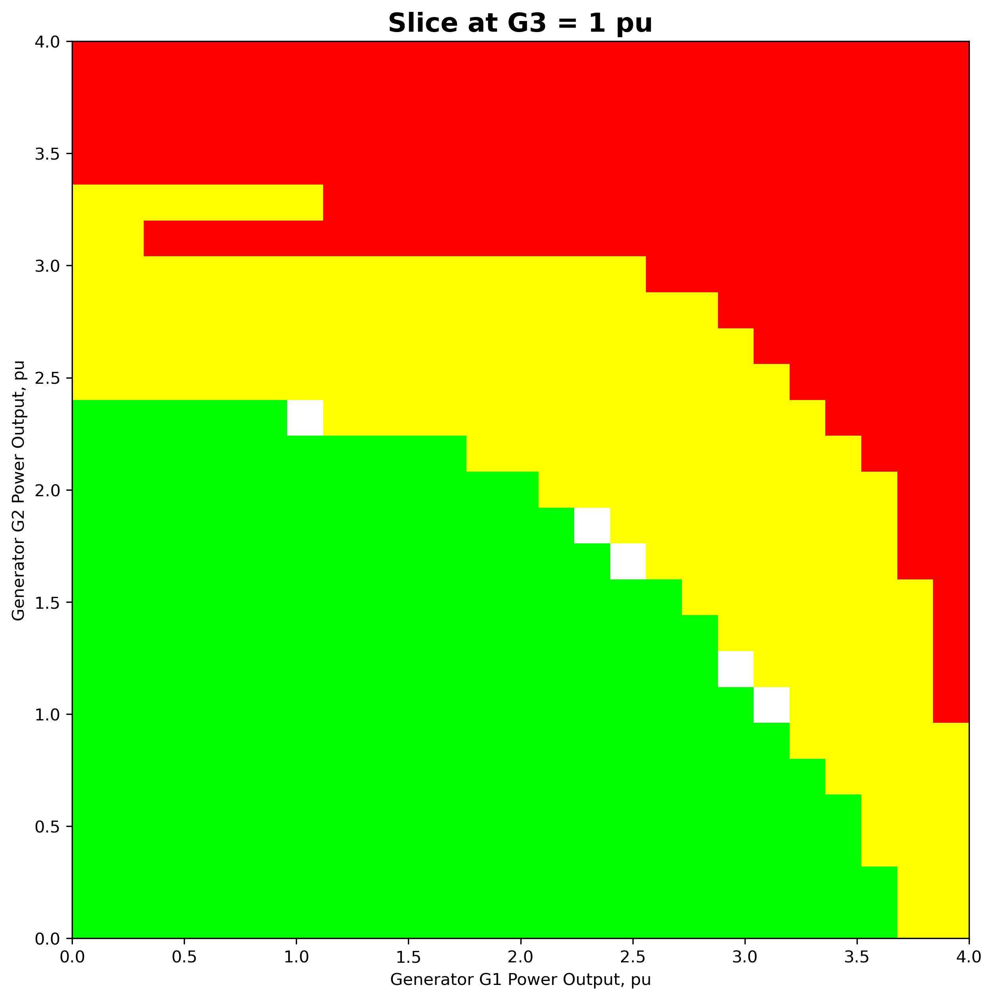 Slice at G3 = 1 pu
4.0
3.5
3.0
2.5
2.0
1.5
1.0
0.5
0.0
Generator G2 Power Output, pu
0.0 0.5 1.0 1.5 2.0 2.5 3.0 3.5 4.0
Generator G1 Power Output, pu